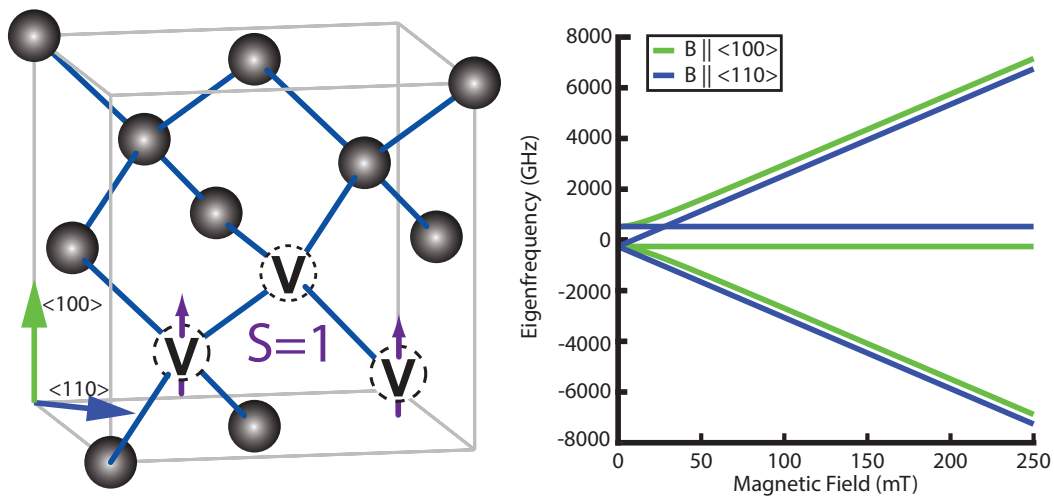 <100>
<110>
V
V
V
S=1
B || <100>
B || <110>
Eigenfrequency (GHz)
8000
6000
4000
2000
0
-2000
-4000
-6000
-8000
0
50
100
150
200
250
Magnetic Field (mT)